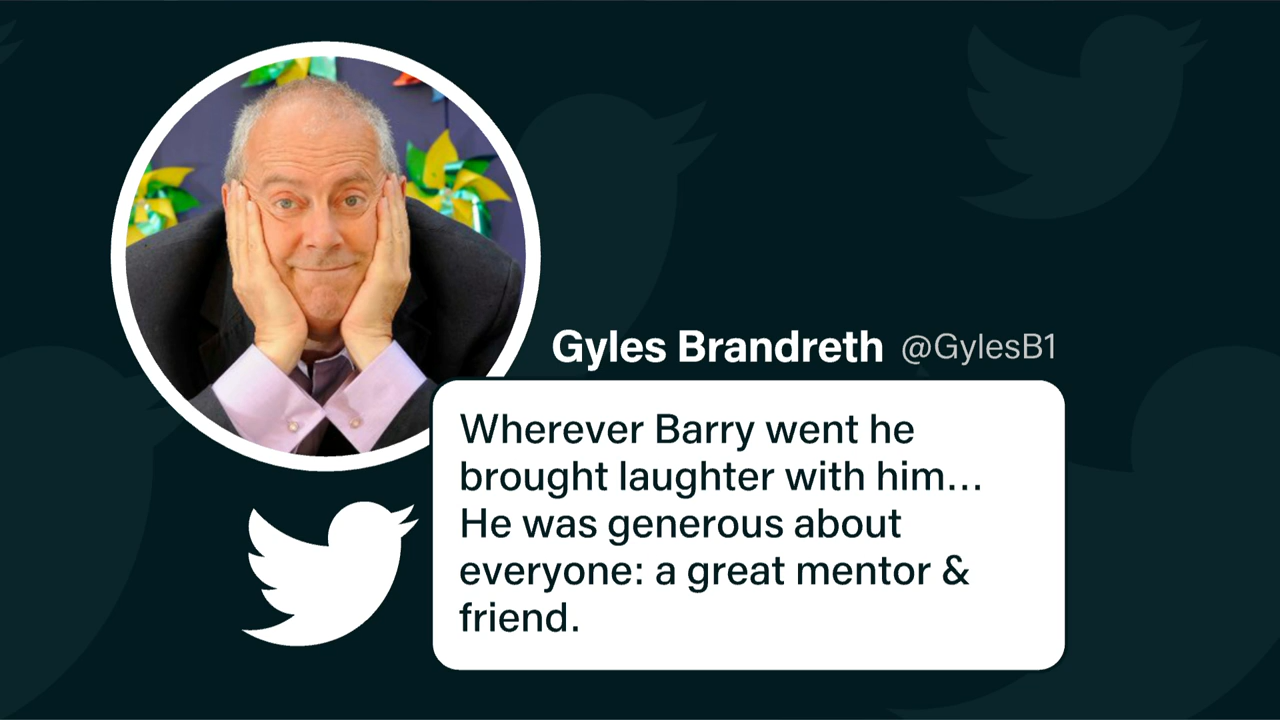 Gyles Brandreth @GylesB1
Wherever Barry went he
brought laughter with him...
He was generous about
everyone: a great mentor &
friend.